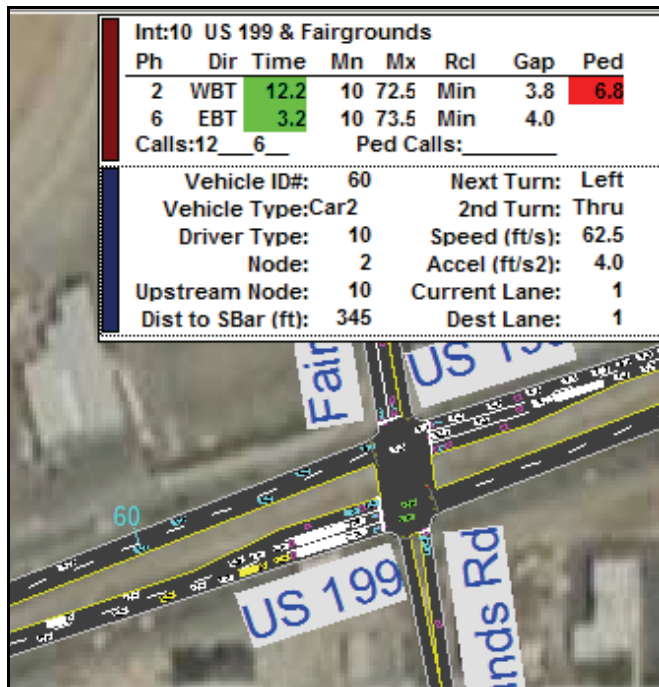 Int:10 US 199 & Fairgrounds
Ph Dir Time Mn Mx Rcl Gap Ped
2 WBT 12.2 10 72.5 Min 3.8 6.8
6 EBT 3.2 10 73.5 Min 4.0
Calls:12___6__ Ped Calls:_______
Vehicle ID#: 60 Next Turn: Left
Vehicle Type:Car2 2nd Turn: Thru
Driver Type: 10 Speed (ft/s): 62.5
Node: 2 Accel (ft/s2): 4.0
Upstream Node: 10 Current Lane: 1
Dist to SBar (ft): 345 Dest Lane: 1
Fair
US 199
60
US 199
nds Rd